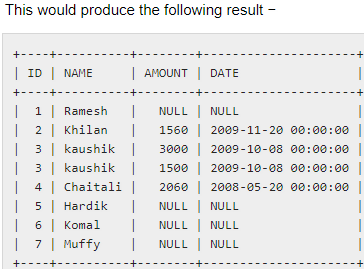 This would produce the following result −
+----+----------+--------+---------------------+
| ID | NAME     | AMOUNT | DATE                |
+----+----------+--------+---------------------+
|  1 | Ramesh   |   NULL | NULL                |
|  2 | Khilan   |   1560 | 2009-11-20 00:00:00 |
|  3 | kaushik  |   3000 | 2009-10-08 00:00:00 |
|  3 | kaushik  |   1500 | 2009-10-08 00:00:00 |
|  4 | Chaitali |   2060 | 2008-05-20 00:00:00 |
|  5 | Hardik   |   NULL | NULL                |
|  6 | Komal    |   NULL | NULL                |
|  7 | Muffy    |   NULL | NULL                |
+----+----------+--------+---------------------+